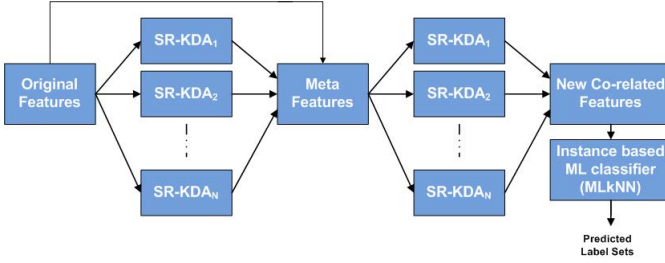 Original
Features
SR-KDA₁
SR-KDA₂
SR-KDAN
Meta
Features
SR-KDA₁
SR-KDA₂
SR-KDAN
New Co-related
Features
Instance based
ML classifier
(MLkNN)
Predicted
Label Sets